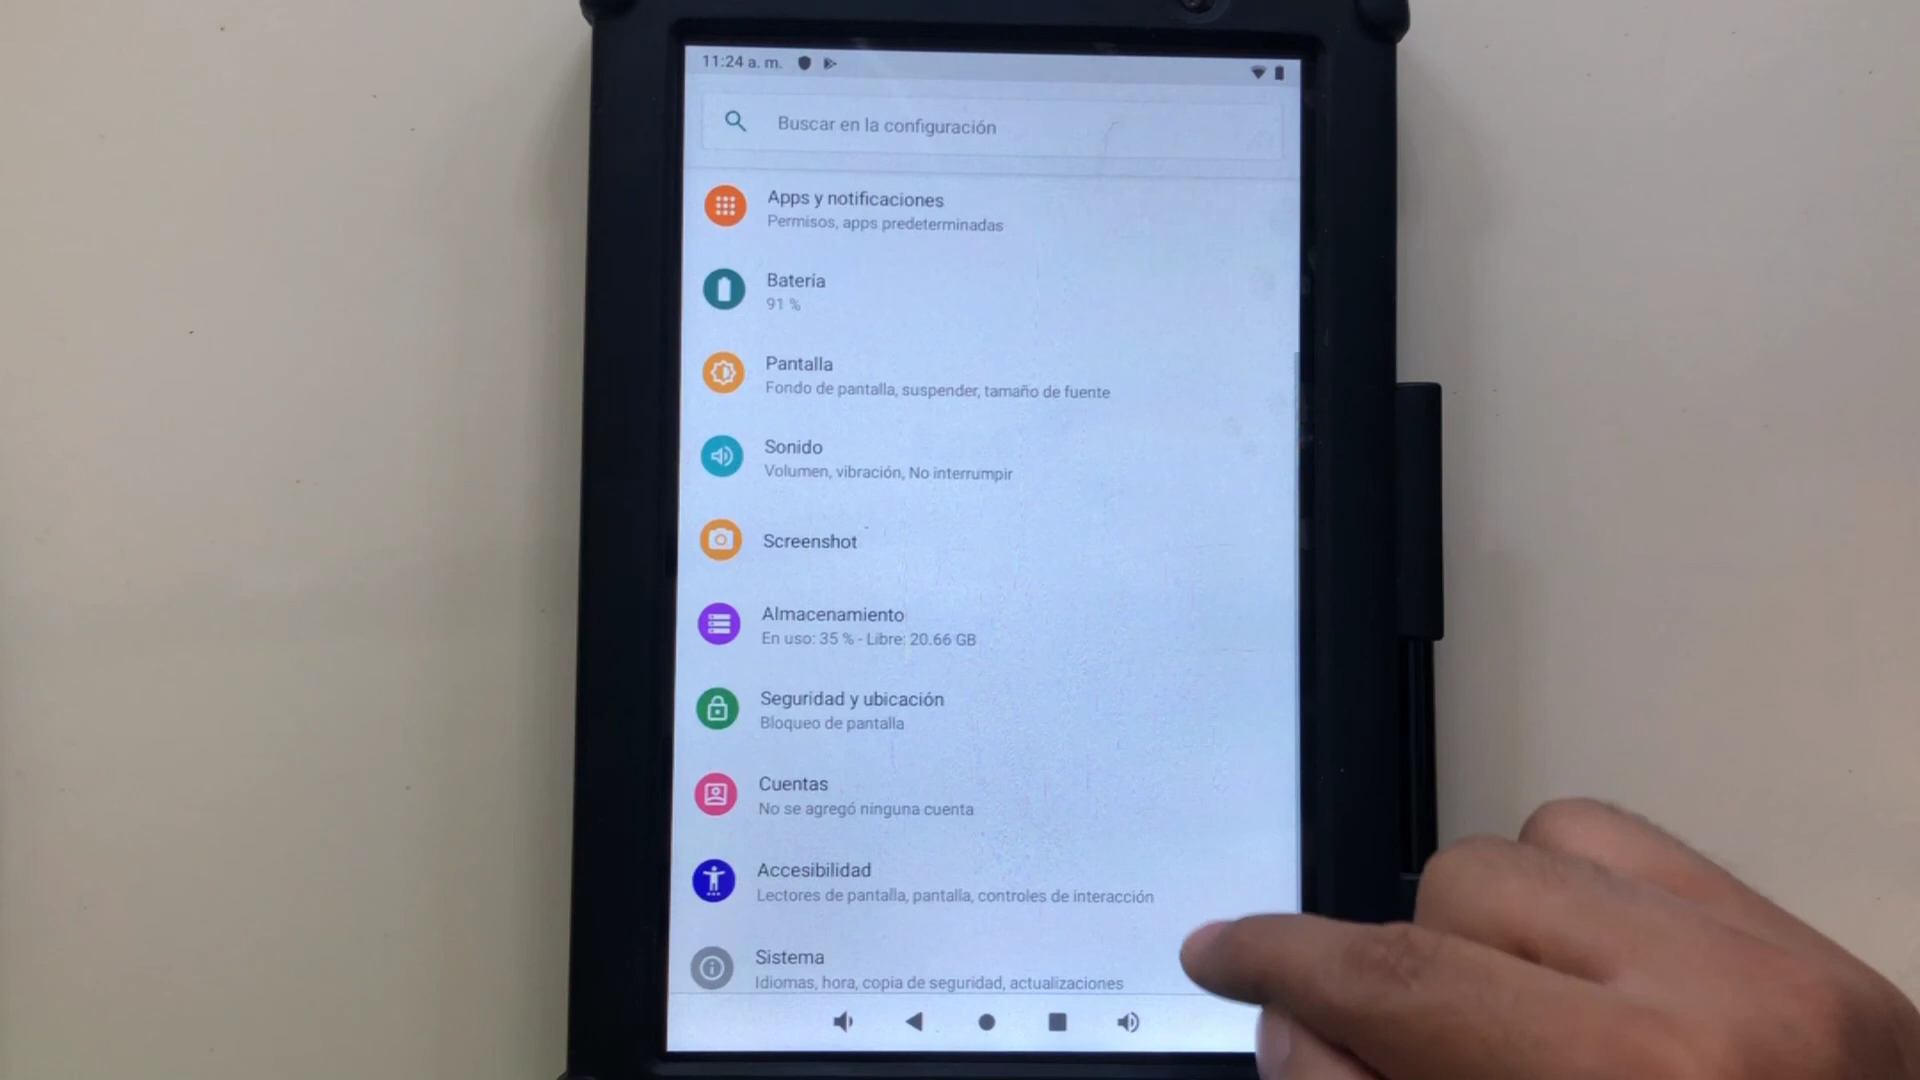 11:24 a. m.
Buscar en la configuración
Apps y notificaciones
Permisos, apps predeterminadas
Batería
91 %
Pantalla
Fondo de pantalla, suspender, tamaño de fuente
Sonido
Volumen, vibración, No interrumpir
Screenshot
Almacenamiento
En uso: 35 % - Libre: 20.66 GB
Seguridad y ubicación
Bloqueo de pantalla
Cuentas
No se agregó ninguna cuenta
Accesibilidad
Lectores de pantalla, pantalla, controles de interacción
Sistema
Idiomas, hora, copia de seguridad, actualizaciones